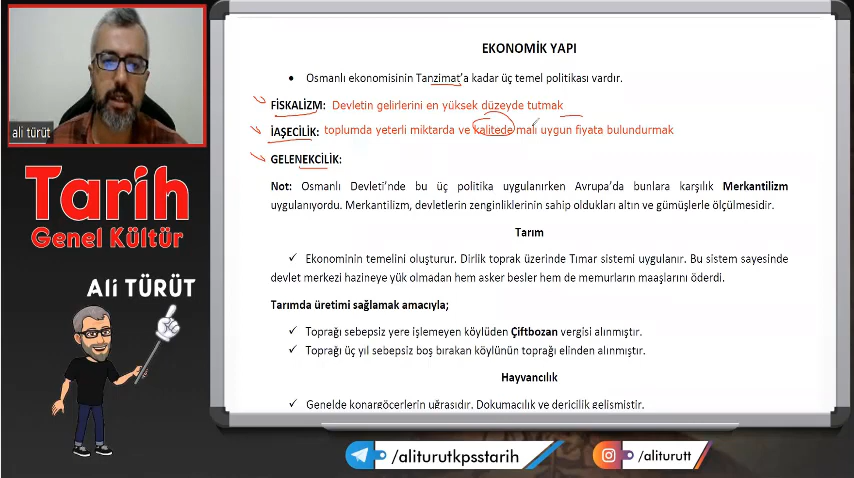 ali türüt
Tarih
Genel Kültür
Ali TÜRÜT
EKONOMİK YAPI
• Osmanlı ekonomisinin Tanzimat'a kadar üç temel politikası vardır.
FİSKALİZM: Devletin gelirlerini en yüksek düzeyde tutmak
İAŞECİLİK: toplumda yeterli miktarda ve kalitede malı uygun fiyata bulundurmak
GELENEKCİLİK:
Not: Osmanlı Devleti'nde bu üç politika uygulanırken Avrupa'da bunlara karşılık Merkantilizm
uygulanıyordu. Merkantilizm, devletlerin zenginliklerinin sahip oldukları altın ve gümüşlerle ölçülmesidir.
Tarım
✓ Ekonominin temelini oluşturur. Dirlik toprak üzerinde Tımar sistemi uygulanır. Bu sistem sayesinde
devlet merkezi hazineye yük olmadan hem asker besler hem de memurların maaşlarını öderdi.
Tarımda üretimi sağlamak amacıyla;
✓ Toprağı sebepsiz yere işlemeyen köylüden Çiftbozan vergisi alınmıştır.
✓ Toprağı üç yıl sebepsiz boş bırakan köylünün toprağı elinden alınmıştır.
Hayvancılık
✓ Genelde konargöçerlerin uğraşıdır. Dokumacılık ve dericilik gelişmiştir.
/aliturutkpsstarih
/aliturutt